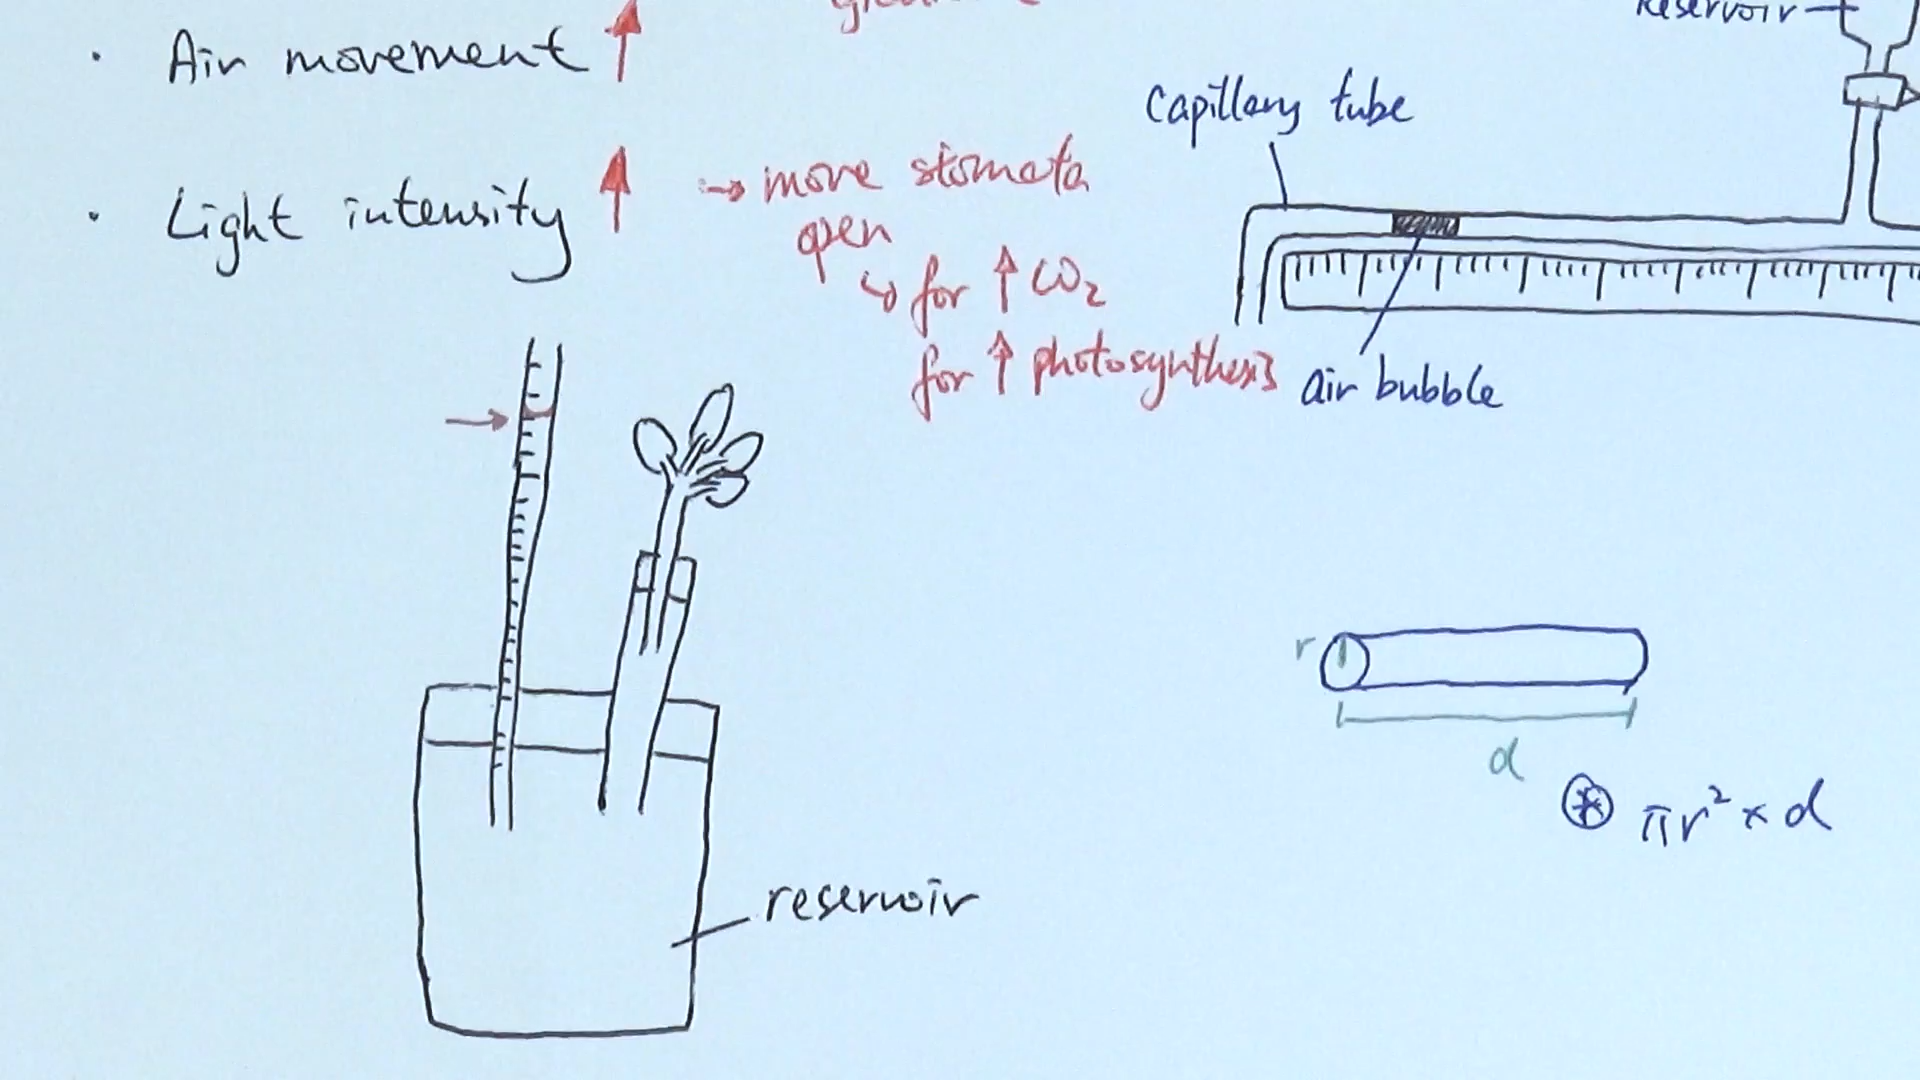 · Air movement ↑
Reservoir
capillary tube
· Light intensity ↑
→ more stomata
open
↳ for ↑ CO₂
for ↑ photosynthesis
air bubble
r
d
⊛ πr² × d
reservoir